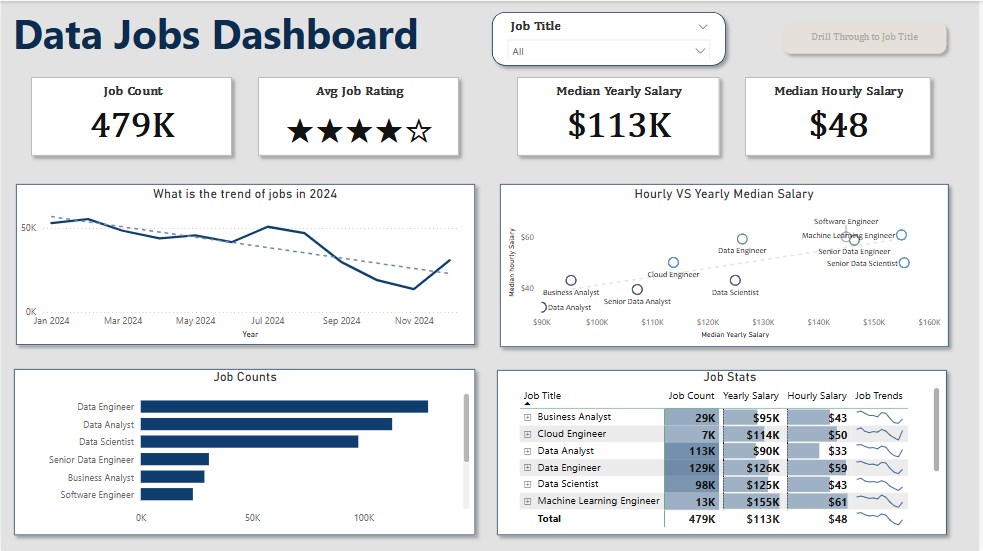 Data Jobs Dashboard
Job Title
All
Drill Through to Job Title
Job Count
479K
Avg Job Rating
★★★★☆
Median Yearly Salary
$113K
Median Hourly Salary
$48
What is the trend of jobs in 2024
50K
0K
Jan 2024 Mar 2024 May 2024 Jul 2024 Sep 2024 Nov 2024
Year
Hourly VS Yearly Median Salary
Median hourly Salary
$60
$40
Software Engineer
Machine Learning Engineer
Data Engineer
Senior Data Engineer
Senior Data Scientist
Cloud Engineer
Business Analyst
Senior Data Analyst
Data Scientist
Data Analyst
$90K $100K $110K $120K $130K $140K $150K $160K
Median Yearly Salary
Job Counts
Data Engineer
Data Analyst
Data Scientist
Senior Data Engineer
Business Analyst
Software Engineer
0K 50K 100K
Job Stats
Job Title Job Count Yearly Salary Hourly Salary Job Trends
Business Analyst 29K $95K $43
Cloud Engineer 7K $114K $50
Data Analyst 113K $90K $33
Data Engineer 129K $126K $59
Data Scientist 98K $125K $43
Machine Learning Engineer 13K $155K $61
Total 479K $113K $48